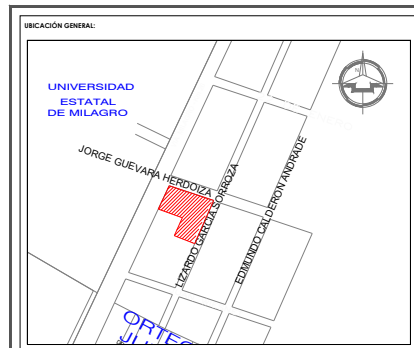 UBICACIÓN GENERAL:
UNIVERSIDAD
ESTATAL
DE MILAGRO
N
JORGE GUEVARA HERDOIZA
LIZARDO GARCIA SORROZA
EDMUNDO CALDERON ANDRADE